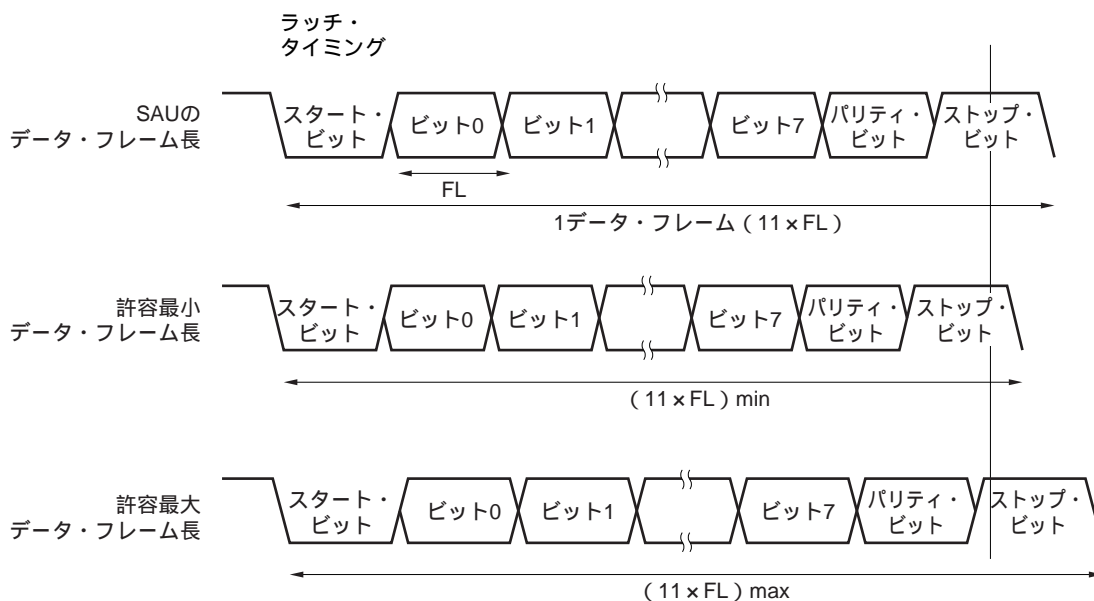 ラッチ・
タイミング
SAUの
データ・フレーム長
スタート・
ビット
ビット0
ビット1
ビット7
パリティ・
ビット
ストップ・
ビット
FL
1データ・フレーム（11×FL）
許容最小
データ・フレーム長
スタート・
ビット
ビット0
ビット1
ビット7
パリティ・
ビット
ストップ・
ビット
（11×FL）min
許容最大
データ・フレーム長
スタート・
ビット
ビット0
ビット1
ビット7
パリティ・
ビット
ストップ・
ビット
（11×FL）max